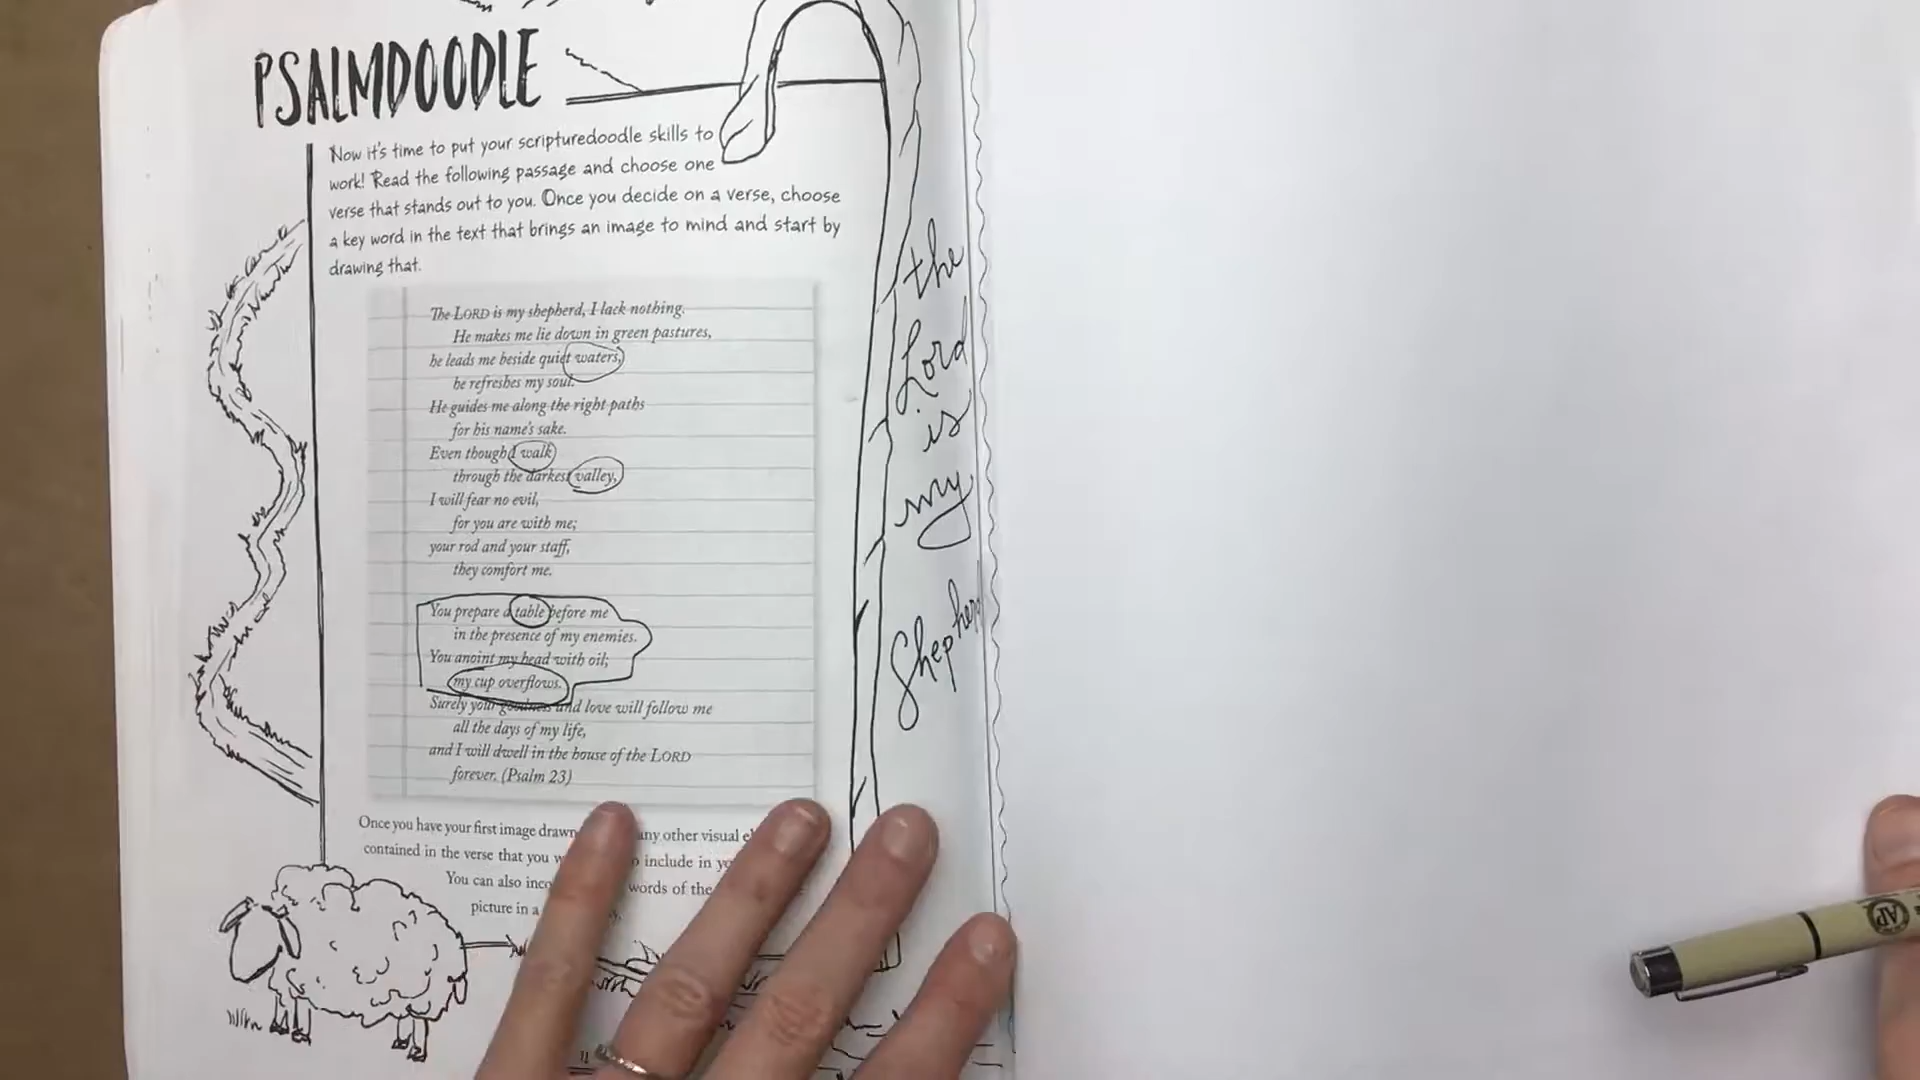 PSALMDOODLE
Now it's time to put your scripturedoodle skills to
work! Read the following passage and choose one
verse that stands out to you. Once you decide on a verse, choose
a key word in the text that brings an image to mind and start by
drawing that.
The LORD is my shepherd, I lack nothing.
He makes me lie down in green pastures,
he leads me beside quiet waters,
he refreshes my soul.
He guides me along the right paths
for his name's sake.
Even though I walk
through the darkest valley,
I will fear no evil,
for you are with me;
your rod and your staff,
they comfort me.
You prepare a table before me
in the presence of my enemies.
You anoint my head with oil;
my cup overflows.
Surely your goodness and love will follow me
all the days of my life,
and I will dwell in the house of the LORD
forever. (Psalm 23)
Once you have your first image drawn any other visual
contained in the verse that you include in
You can also words of the
picture in a
the
Lord
is
my
Shepherd
AP